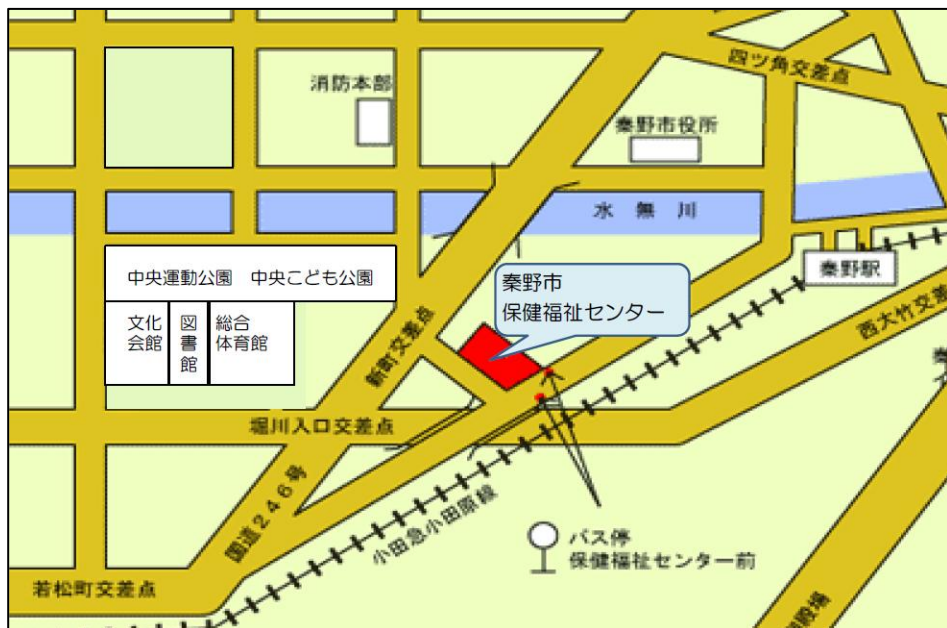 四ツ角交差点
消防本部
秦野市役所
水無川
中央運動公園 中央こども公園
秦野市
保健福祉センター
秦野駅
西大竹交差
文化
会館
図
書
館
総合
体育館
新町交差点
堀川入口交差点
国道246号
小田急小田原線
バス停
保健福祉センター前
若松町交差点